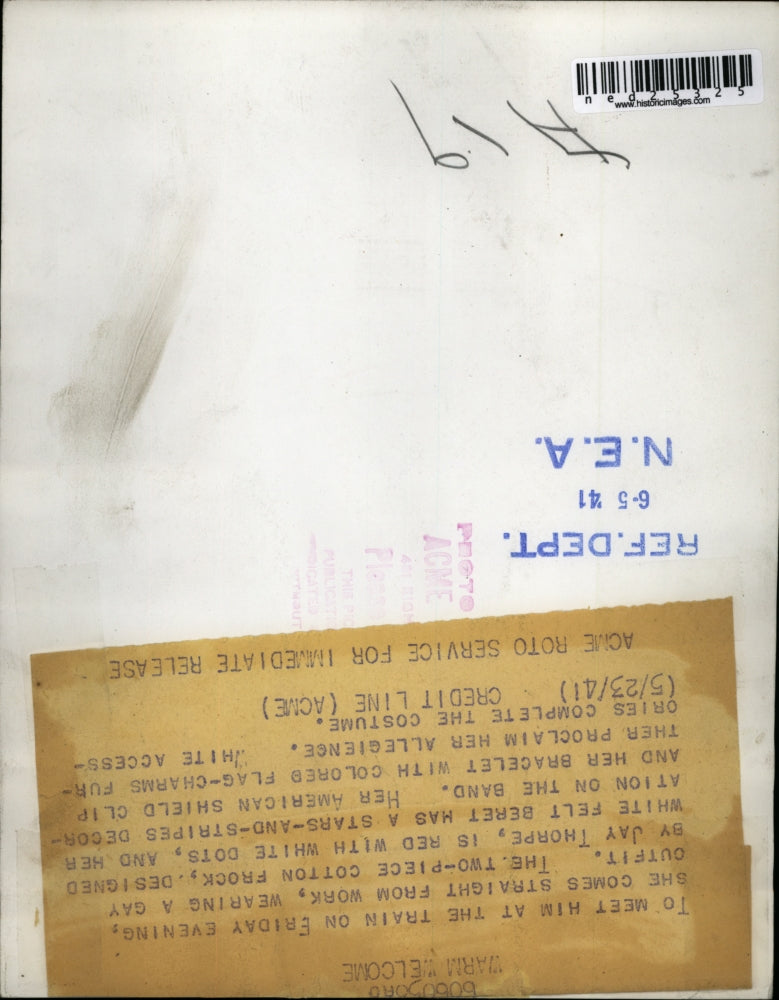 ned25325
www.historicimages.com
REF.DEPT.
6-5 '41
N.E.A.
PHOTO
ACME
WARM WELCOME
TO MEET HIM AT THE TRAIN ON FRIDAY EVENING,
SHE COMES STRAIGHT FROM WORK, WEARING A GAY
OUTFIT. THE TWO-PIECE COTTON FROCK, DESIGNED
BY JAY THORPE, IS RED WITH WHITE DOTS, AND HER
WHITE FELT BERET HAS A STARS-AND-STRIPES DECOR-
ATION ON THE BAND. HER AMERICAN SHIELD CLIP
AND HER BRACELET WITH COLORED FLAG-CHARMS FUR-
THER PROCLAIM HER ALLEGIENCE. WHITE ACCESS-
ORIES COMPLETE THE COSTUME.
(5/23/41) CREDIT LINE (ACME)
ACME ROTO SERVICE FOR IMMEDIATE RELEASE